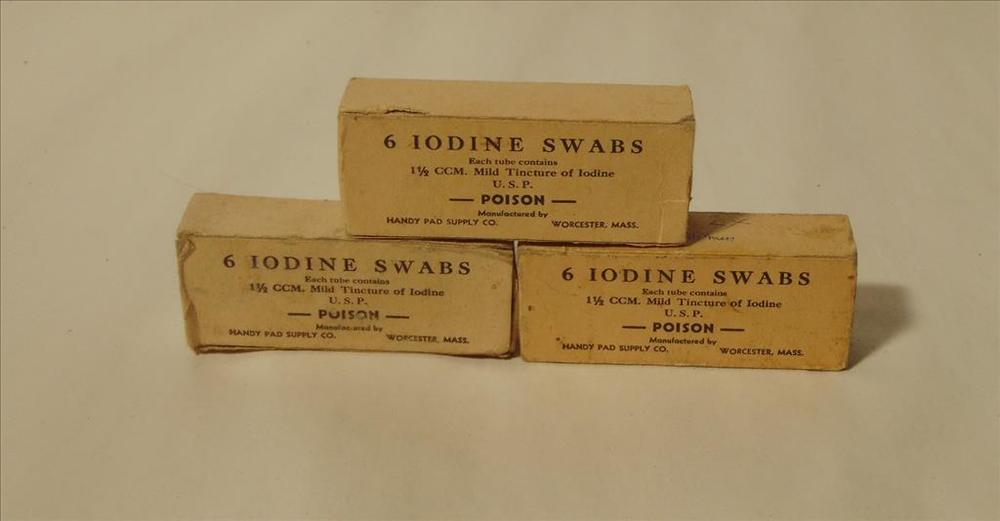 6 IODINE SWABS
Each tube contains
1½ CCM. Mild Tincture of Iodine
U. S. P.
— POISON —
Manufactured by
HANDY PAD SUPPLY CO. WORCESTER, MASS.
6 IODINE SWABS
Each tube contains
1½ CCM. Mild Tincture of Iodine
U. S. P.
— POISON —
Manufactured by
HANDY PAD SUPPLY CO. WORCESTER, MASS.
6 IODINE SWABS
Each tube contains
1½ CCM. Mild Tincture of Iodine
U. S. P.
— POISON —
Manufactured by
HANDY PAD SUPPLY CO. WORCESTER, MASS.